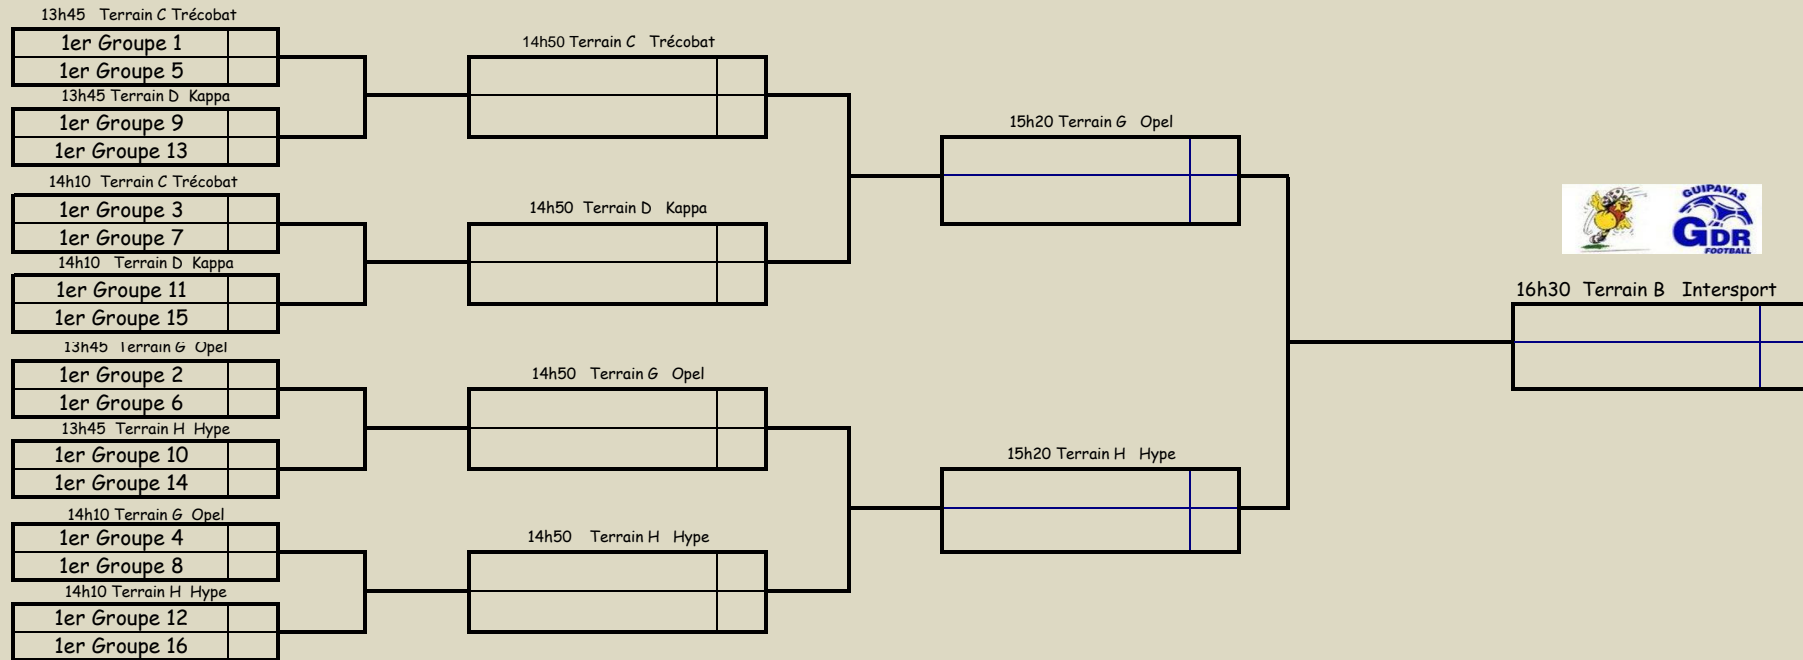 13h45 Terrain C Trécobat
1er Groupe 1
1er Groupe 5
13h45 Terrain D Kappa
1er Groupe 9
1er Groupe 13
14h10 Terrain C Trécobat
1er Groupe 3
1er Groupe 7
14h10 Terrain D Kappa
1er Groupe 11
1er Groupe 15
13h45 Terrain G Opel
1er Groupe 2
1er Groupe 6
13h45 Terrain H Hype
1er Groupe 10
1er Groupe 14
14h10 Terrain G Opel
1er Groupe 4
1er Groupe 8
14h10 Terrain H Hype
1er Groupe 12
1er Groupe 16
14h50 Terrain C Trécobat
14h50 Terrain D Kappa
14h50 Terrain G Opel
14h50 Terrain H Hype
15h20 Terrain G Opel
15h20 Terrain H Hype
GUIPAVAS
GDR
FOOTBALL
16h30 Terrain B Intersport